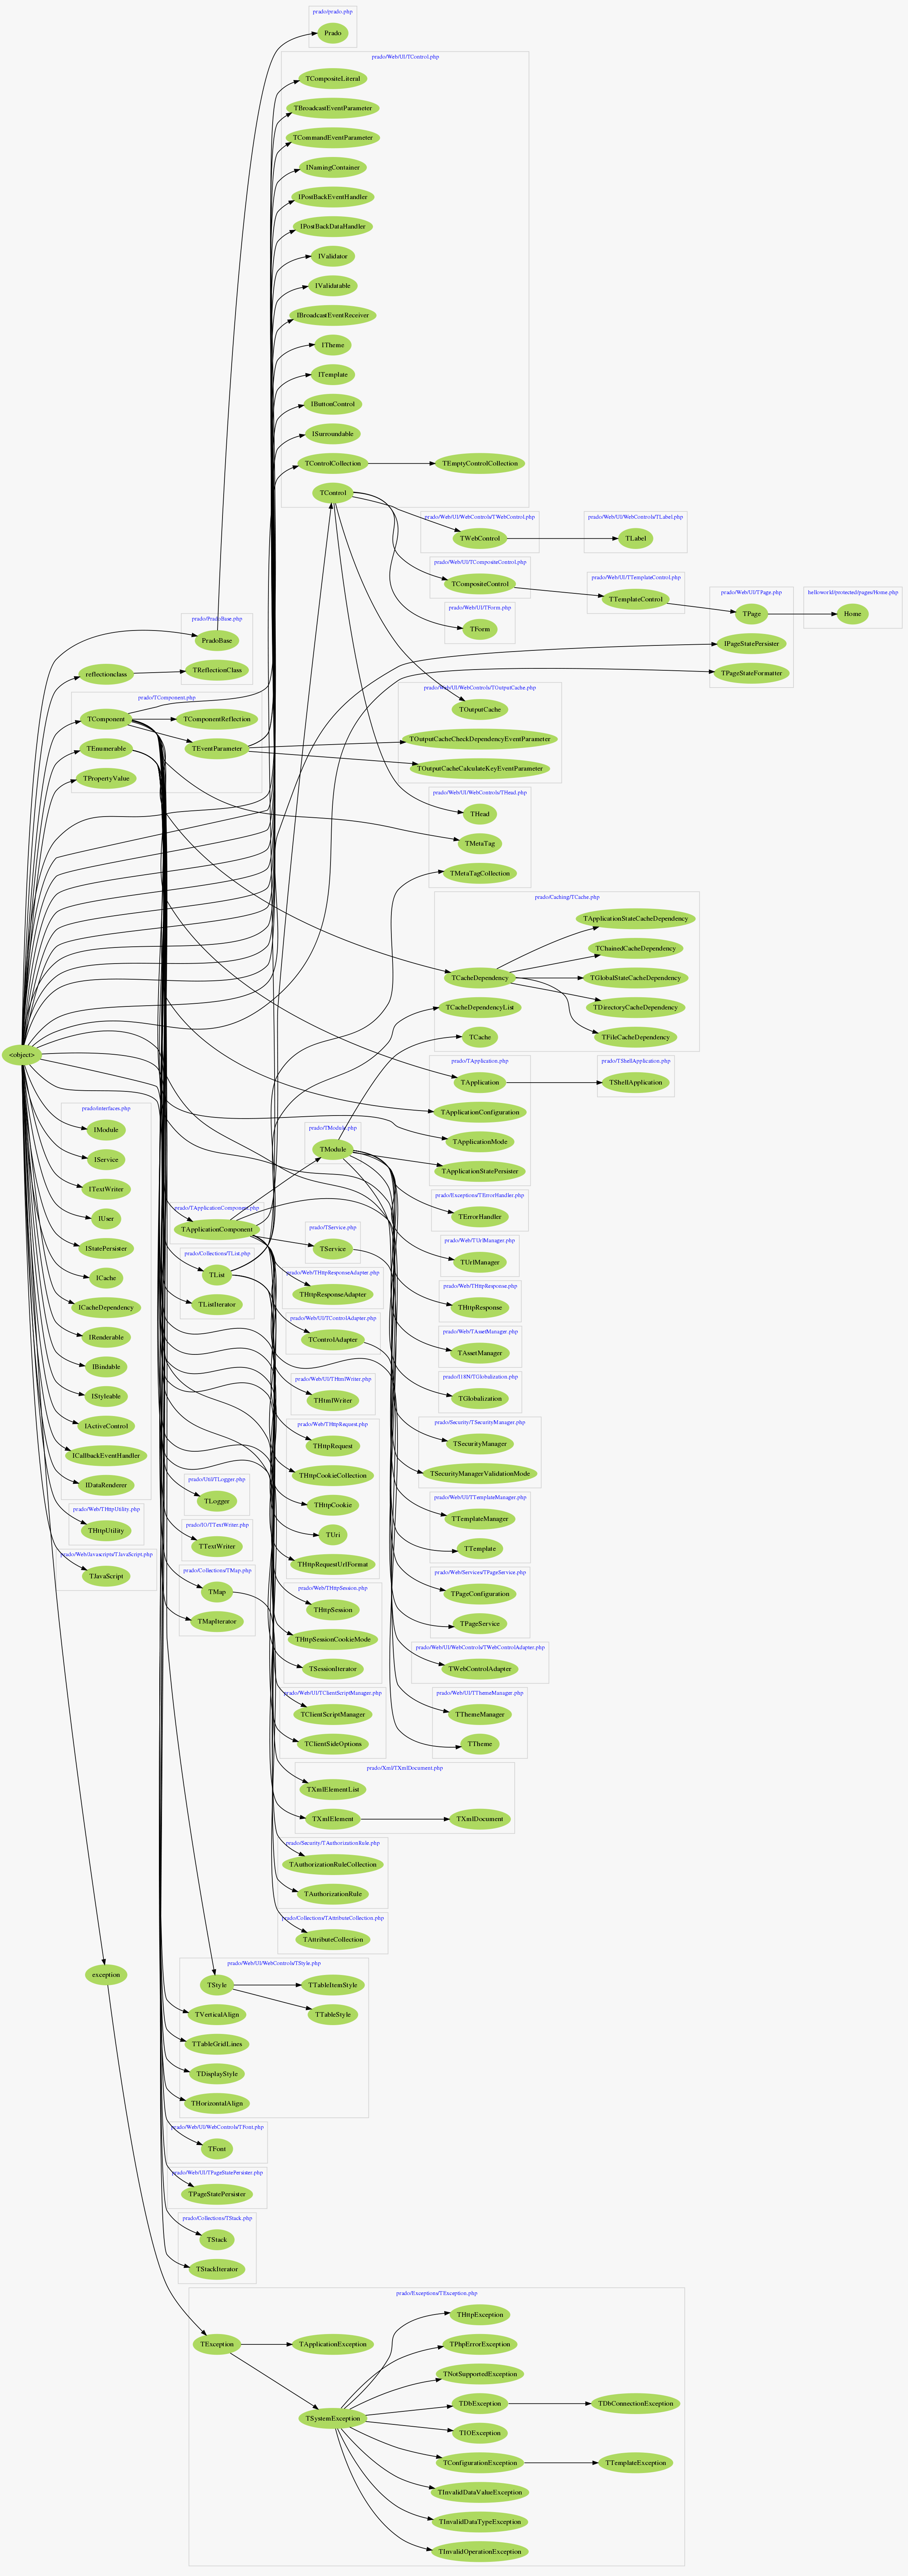 prado/prado.php
Prado
prado/Web/UI/TControl.php
TCompositeLiteral
TBroadcastEventParameter
TCommandEventParameter
INamingContainer
IPostBackEventHandler
IPostBackDataHandler
IValidator
IValidatable
IBroadcastEventReceiver
ITheme
ITemplate
IButtonControl
ISurroundable
TControlCollection
TEmptyControlCollection
TControl
prado/Web/UI/WebControls/TWebControl.php
TWebControl
prado/Web/UI/WebControls/TLabel.php
TLabel
prado/Web/UI/TCompositeControl.php
TCompositeControl
prado/Web/UI/TTemplateControl.php
TTemplateControl
prado/Web/UI/TPage.php
TPage
IPageStatePersister
TPageStateFormatter
helloworld/protected/pages/Home.php
Home
prado/Web/UI/TForm.php
TForm
prado/PradoBase.php
PradoBase
TReflectionClass
reflectionclass
prado/TComponent.php
TComponent
TComponentReflection
TEnumerable
TEventParameter
TPropertyValue
prado/Web/UI/WebControls/TOutputCache.php
TOutputCache
TOutputCacheCheckDependencyEventParameter
TOutputCacheCalculateKeyEventParameter
prado/Web/UI/WebControls/THead.php
THead
TMetaTag
TMetaTagCollection
prado/Caching/TCache.php
TApplicationStateCacheDependency
TChainedCacheDependency
TCacheDependency
TGlobalStateCacheDependency
TCacheDependencyList
TDirectoryCacheDependency
TCache
TFileCacheDependency
<object>
prado/TApplication.php
TApplication
TApplicationConfiguration
TApplicationMode
TApplicationStatePersister
prado/TShellApplication.php
TShellApplication
prado/interfaces.php
IModule
IService
ITextWriter
IUser
IStatePersister
ICache
ICacheDependency
IRenderable
IBindable
IStyleable
IActiveControl
ICallbackEventHandler
IDataRenderer
prado/Web/THttpUtility.php
THttpUtility
prado/Web/Javascripts/TJavaScript.php
TJavaScript
prado/TModule.php
TModule
prado/TApplicationComponent.php
TApplicationComponent
prado/TService.php
TService
prado/Collections/TList.php
TList
TListIterator
prado/Web/THttpResponseAdapter.php
THttpResponseAdapter
prado/Web/UI/TControlAdapter.php
TControlAdapter
prado/Exceptions/TErrorHandler.php
TErrorHandler
prado/Web/TUrlManager.php
TUrlManager
prado/Web/THttpResponse.php
THttpResponse
prado/Web/TAssetManager.php
TAssetManager
prado/I18N/TGlobalization.php
TGlobalization
prado/Web/UI/THtmlWriter.php
THtmlWriter
prado/Web/THttpRequest.php
THttpRequest
THttpCookieCollection
THttpCookie
TUri
THttpRequestUrlFormat
prado/Security/TSecurityManager.php
TSecurityManager
TSecurityManagerValidationMode
prado/Util/TLogger.php
TLogger
prado/IO/TTextWriter.php
TTextWriter
prado/Collections/TMap.php
TMap
TMapIterator
prado/Web/UI/TTemplateManager.php
TTemplateManager
TTemplate
prado/Web/Services/TPageService.php
TPageConfiguration
TPageService
prado/Web/THttpSession.php
THttpSession
THttpSessionCookieMode
TSessionIterator
prado/Web/UI/WebControls/TWebControlAdapter.php
TWebControlAdapter
prado/Web/UI/TClientScriptManager.php
TClientScriptManager
TClientSideOptions
prado/Web/UI/TThemeManager.php
TThemeManager
TTheme
prado/Xml/TXmlDocument.php
TXmlElementList
TXmlElement
TXmlDocument
prado/Security/TAuthorizationRule.php
TAuthorizationRuleCollection
TAuthorizationRule
prado/Collections/TAttributeCollection.php
TAttributeCollection
exception
prado/Web/UI/WebControls/TStyle.php
TStyle
TTableItemStyle
TVerticalAlign
TTableStyle
TTableGridLines
TDisplayStyle
THorizontalAlign
prado/Web/UI/WebControls/TFont.php
TFont
prado/Web/UI/TPageStatePersister.php
TPageStatePersister
prado/Collections/TStack.php
TStack
TStackIterator
prado/Exceptions/TException.php
THttpException
TException
TApplicationException
TPhpErrorException
TNotSupportedException
TDbException
TDbConnectionException
TSystemException
TIOException
TConfigurationException
TTemplateException
TInvalidDataValueException
TInvalidDataTypeException
TInvalidOperationException